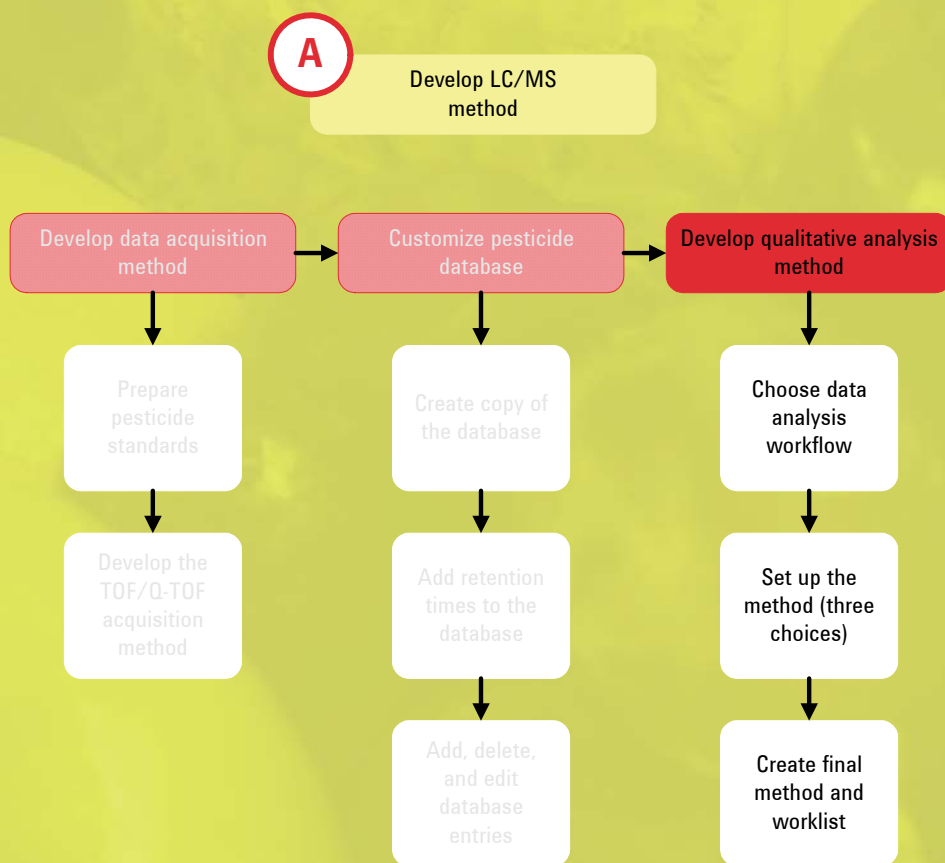 A
Develop LC/MS
method
Develop data acquisition
method
Customize pesticide
database
Develop qualitative analysis
method
Prepare
pesticide
standards
Create copy of
the database
Choose data
analysis
workflow
Develop the
TOF/Q-TOF
acquisition
method
Add retention
times to the
database
Set up the
method (three
choices)
Add, delete,
and edit
database
entries
Create final
method and
worklist